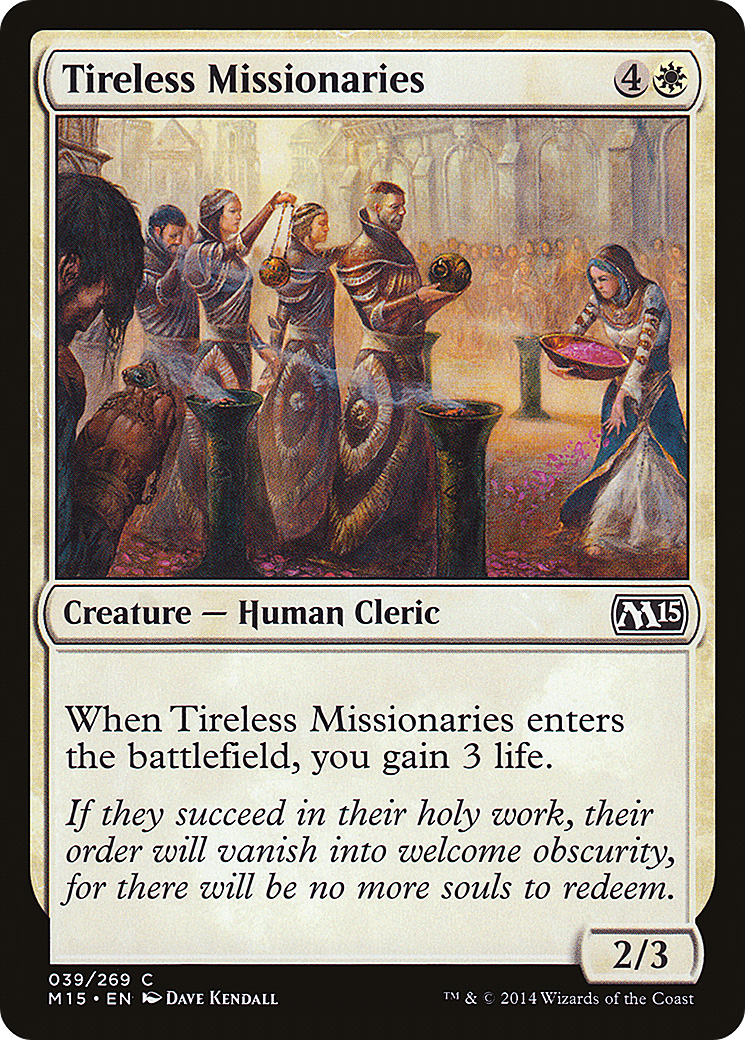 Tireless Missionaries 4
Creature — Human Cleric M15
When Tireless Missionaries enters
the battlefield, you gain 3 life.
If they succeed in their holy work, their
order will vanish into welcome obscurity,
for there will be no more souls to redeem.
2/3
039/269 C
M15 • EN DAVE KENDALL ™ & © 2014 Wizards of the Coast